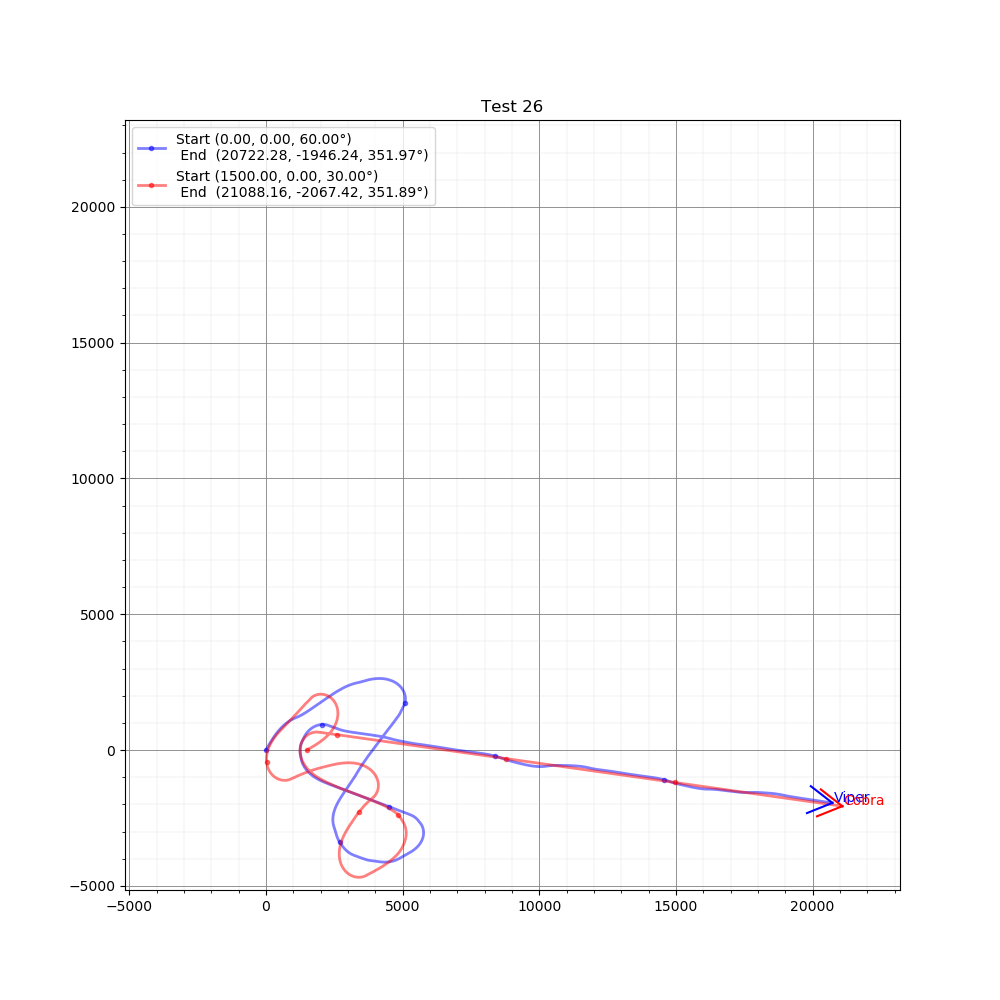 Test 26
Start (0.00, 0.00, 60.00°)
End (20722.28, -1946.24, 351.97°)
Start (1500.00, 0.00, 30.00°)
End (21088.16, -2067.42, 351.89°)
20000
15000
10000
5000
0
−5000
Viper
Cobra
−5000
0
5000
10000
15000
20000